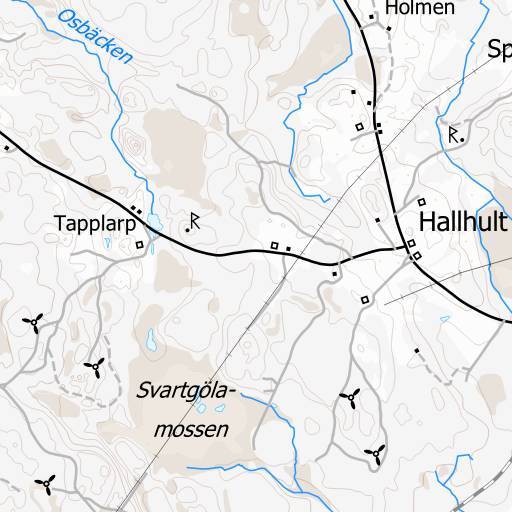 Holmen
Osbäcken
Sp
R
Tapplarp
R
Hallhult
Svartgöla-
mossen